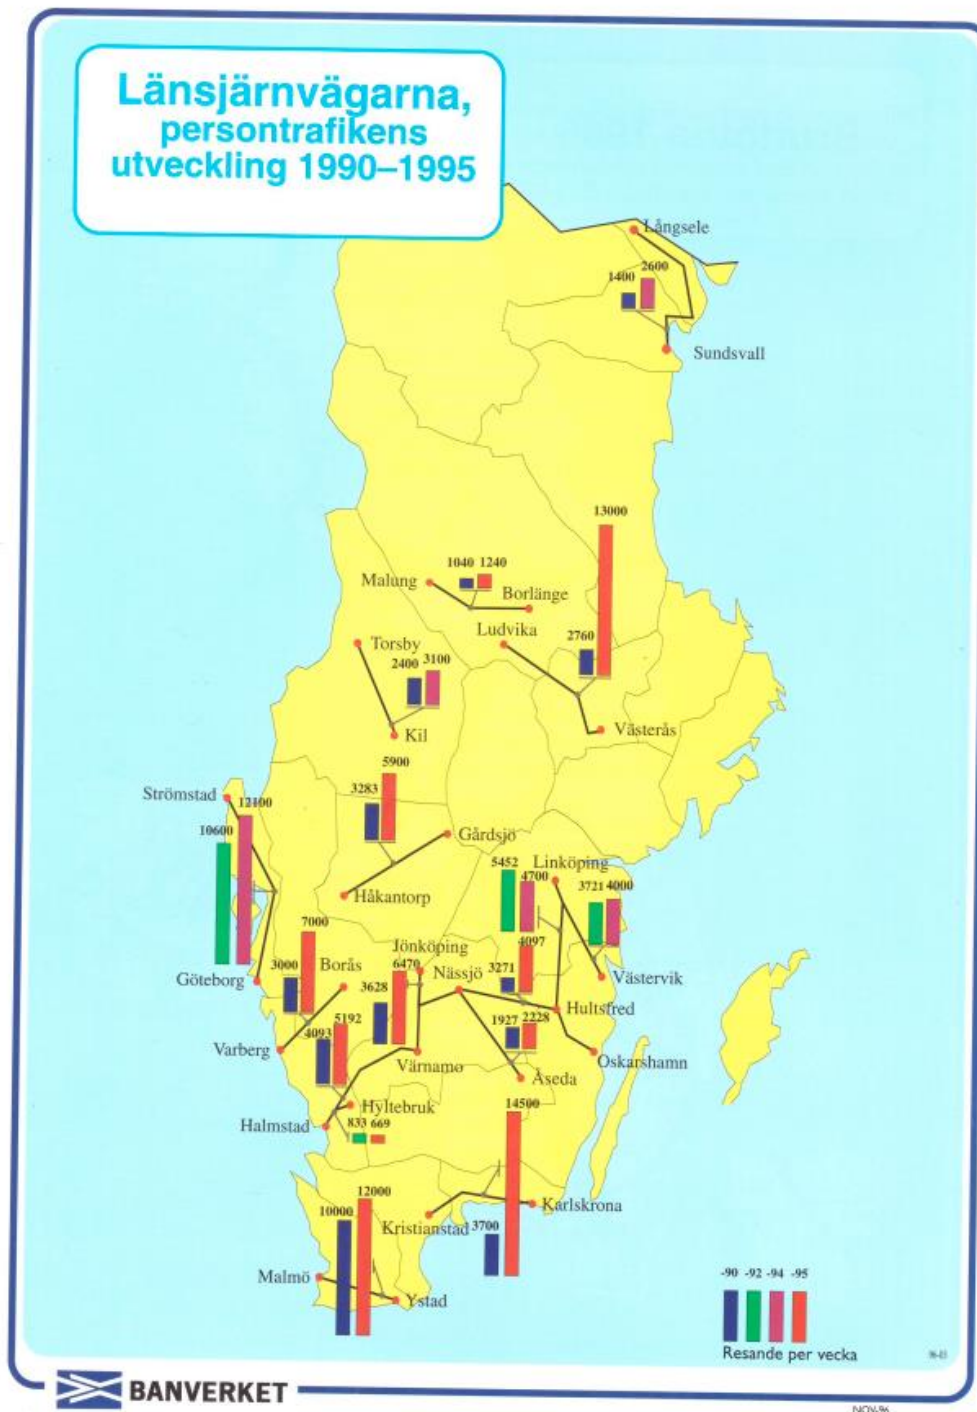 Länsjärnvägarna,
persontrafikens
utveckling 1990–1995
Långsele
2600
1400
Sundsvall
13000
1040 1240
Malung
Borlänge
Ludvika
2760
Torsby
2400 3100
Västerås
Kil
5900
3283
Strömstad
12100
10600
Gårdsjö
Linköping
5452
4700
3721 4000
Håkantorp
7000
Jönköping
4097
3000
Borås
6470
Nässjö
3271
Västervik
Göteborg
3628
Hultsfred
1927 2228
5192
4093
Varberg
Värnamo
Oskarshamn
Åseda
Hyltebruk
14500
Halmstad
833 669
12000
Karlskrona
10000
Kristianstad
3700
Malmö
Ystad
-90 -92 -94 -95
Resande per vecka
BANVERKET
NOV-96